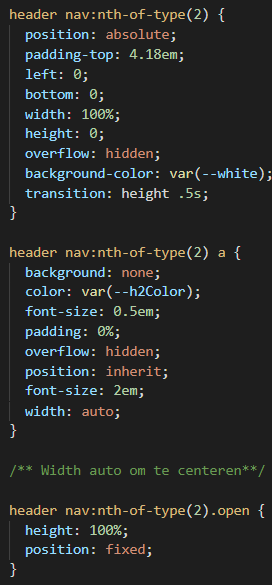 header nav:nth-of-type(2) {
position: absolute;
padding-top: 4.18em;
left: 0;
bottom: 0;
width: 100%;
height: 0;
overflow: hidden;
background-color: var(--white);
transition: height .5s;
}
header nav:nth-of-type(2) a {
background: none;
color: var(--h2Color);
font-size: 0.5em;
padding: 0%;
overflow: hidden;
position: inherit;
font-size: 2em;
width: auto;
}
/** Width auto om te centeren**/
header nav:nth-of-type(2).open {
height: 100%;
position: fixed;
}